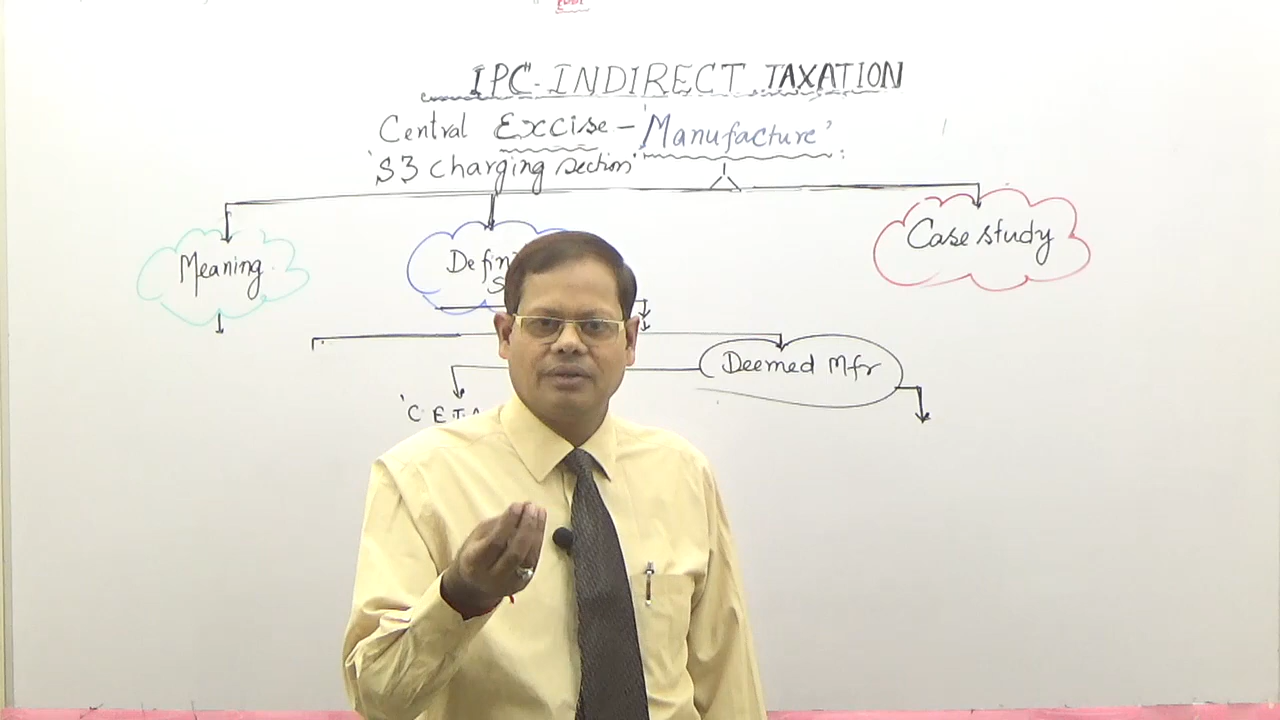 IPC-INDIRECT TAXATION
Central Excise - 'Manufacture'
'S3 charging section'
Meaning
Case study
Deemed Mfr